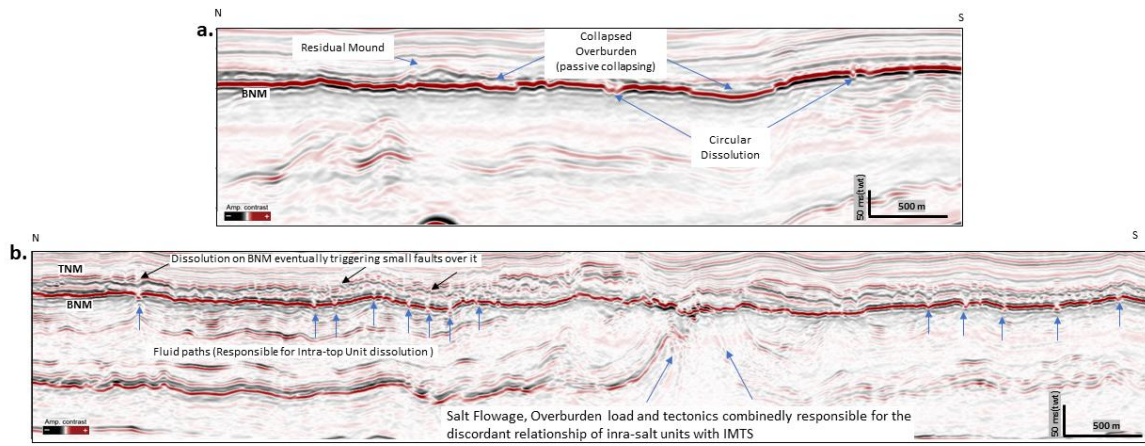 N
S
a.
Residual Mound
Collapsed
Overburden
(passive collapsing)
BNM
Circular
Dissolution
Amp. contrast
−
+
50 ms(twt)
500 m
N
S
b.
TNM
Dissolution on BNM eventually triggering small faults over it
BNM
Fluid paths (Responsible for Intra-top Unit dissolution )
Salt Flowage, Overburden load and tectonics combinedly responsible for the
discordant relationship of inra-salt units with IMTS
Amp. contrast
−
+
50 ms(twt)
500 m